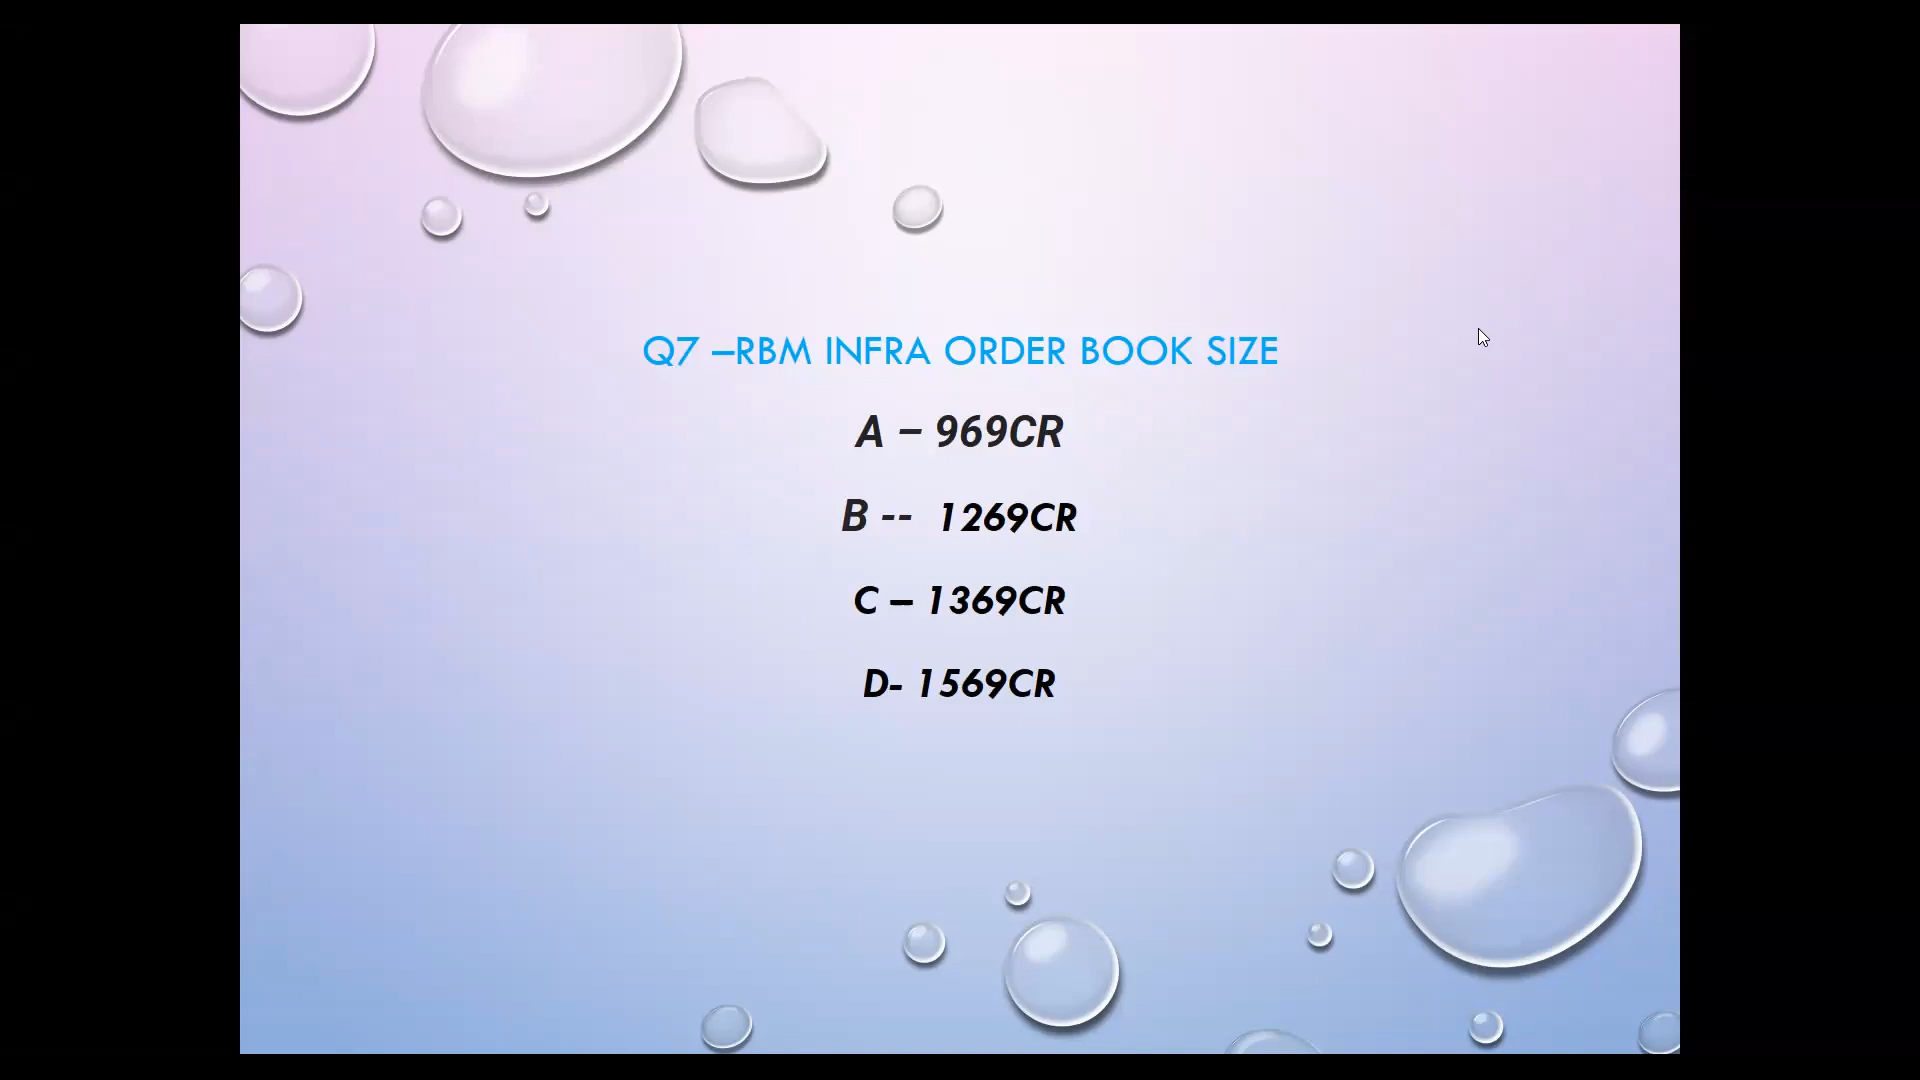 Q7 –RBM INFRA ORDER BOOK SIZE
A – 969CR
B -- 1269CR
C – 1369CR
D- 1569CR